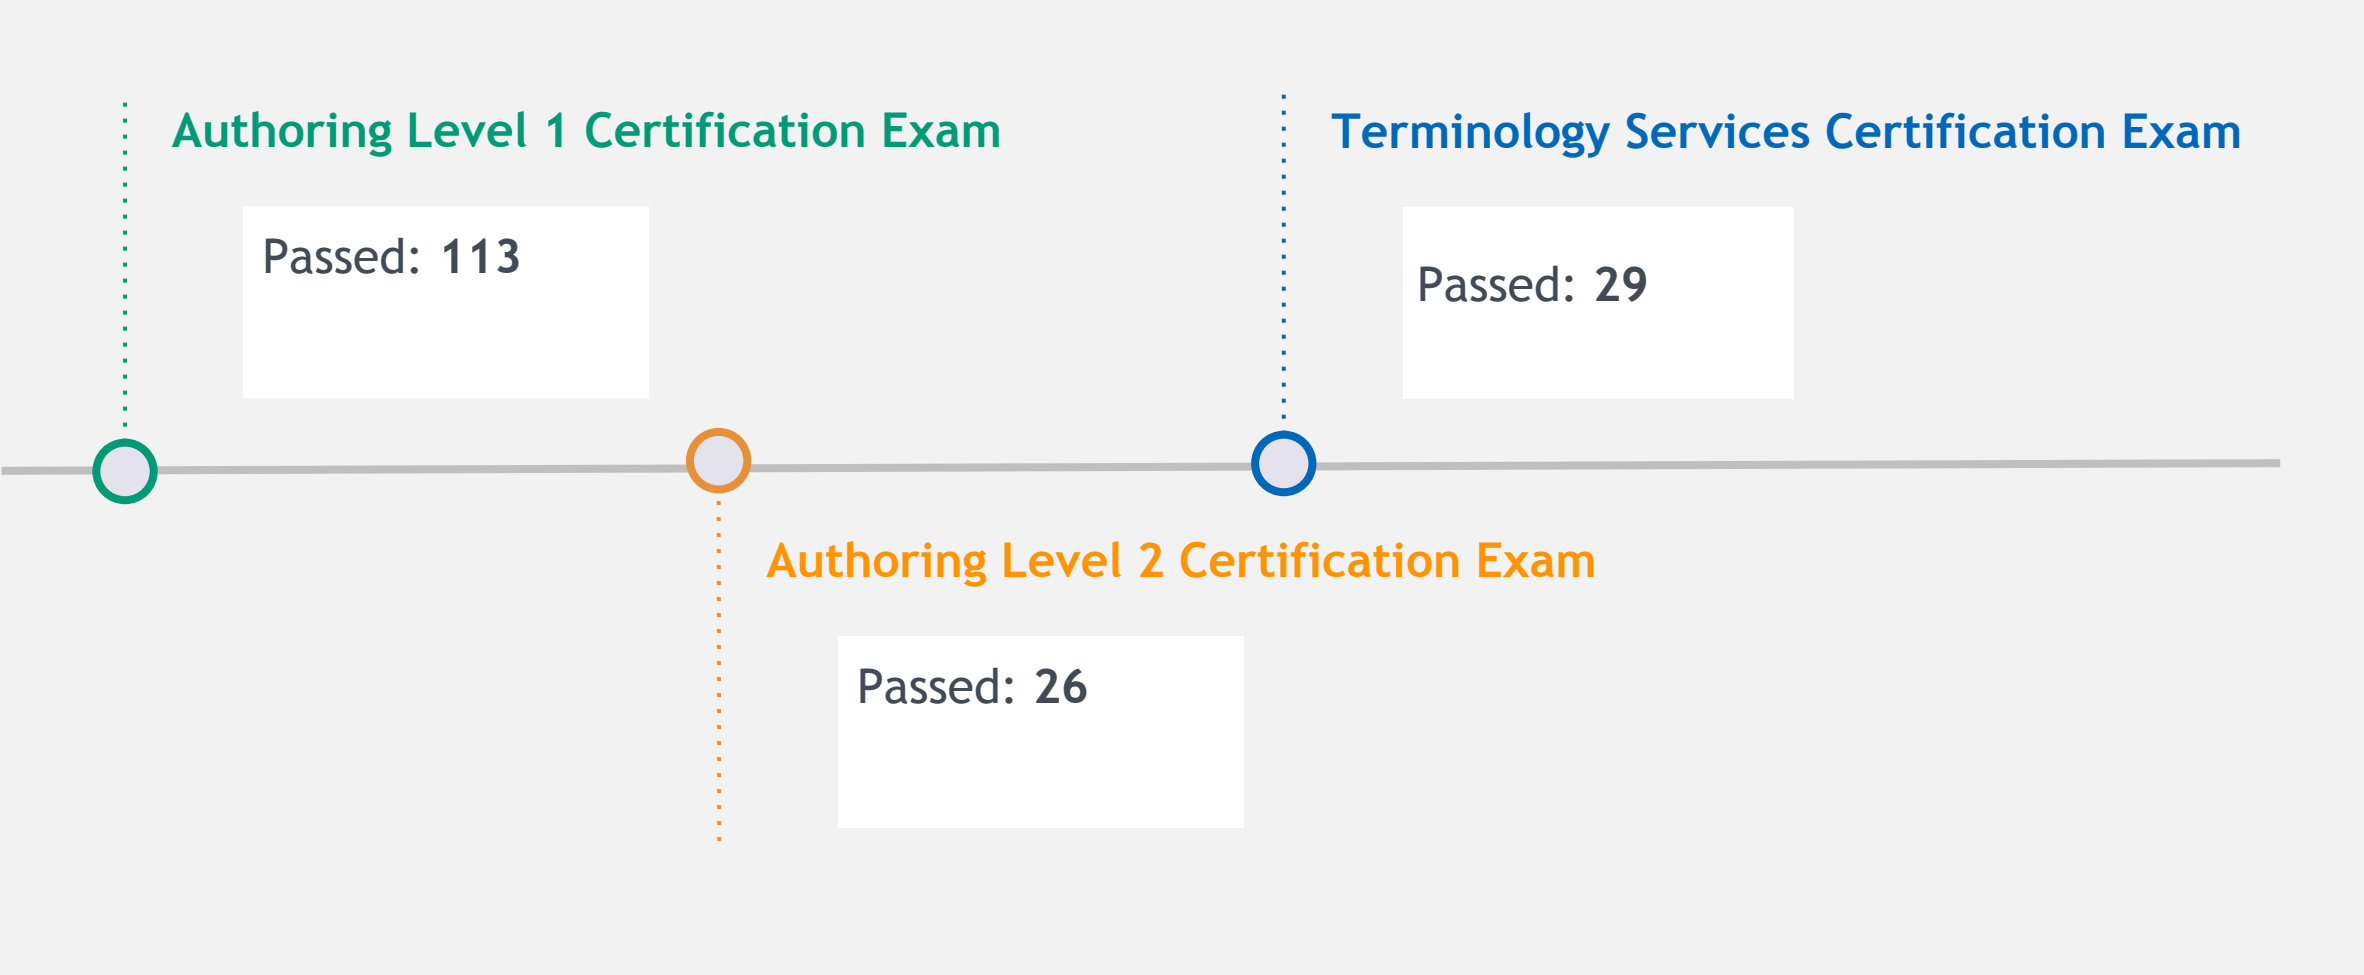 Authoring Level 1 Certification Exam
Passed: 113
Terminology Services Certification Exam
Passed: 29
Authoring Level 2 Certification Exam
Passed: 26